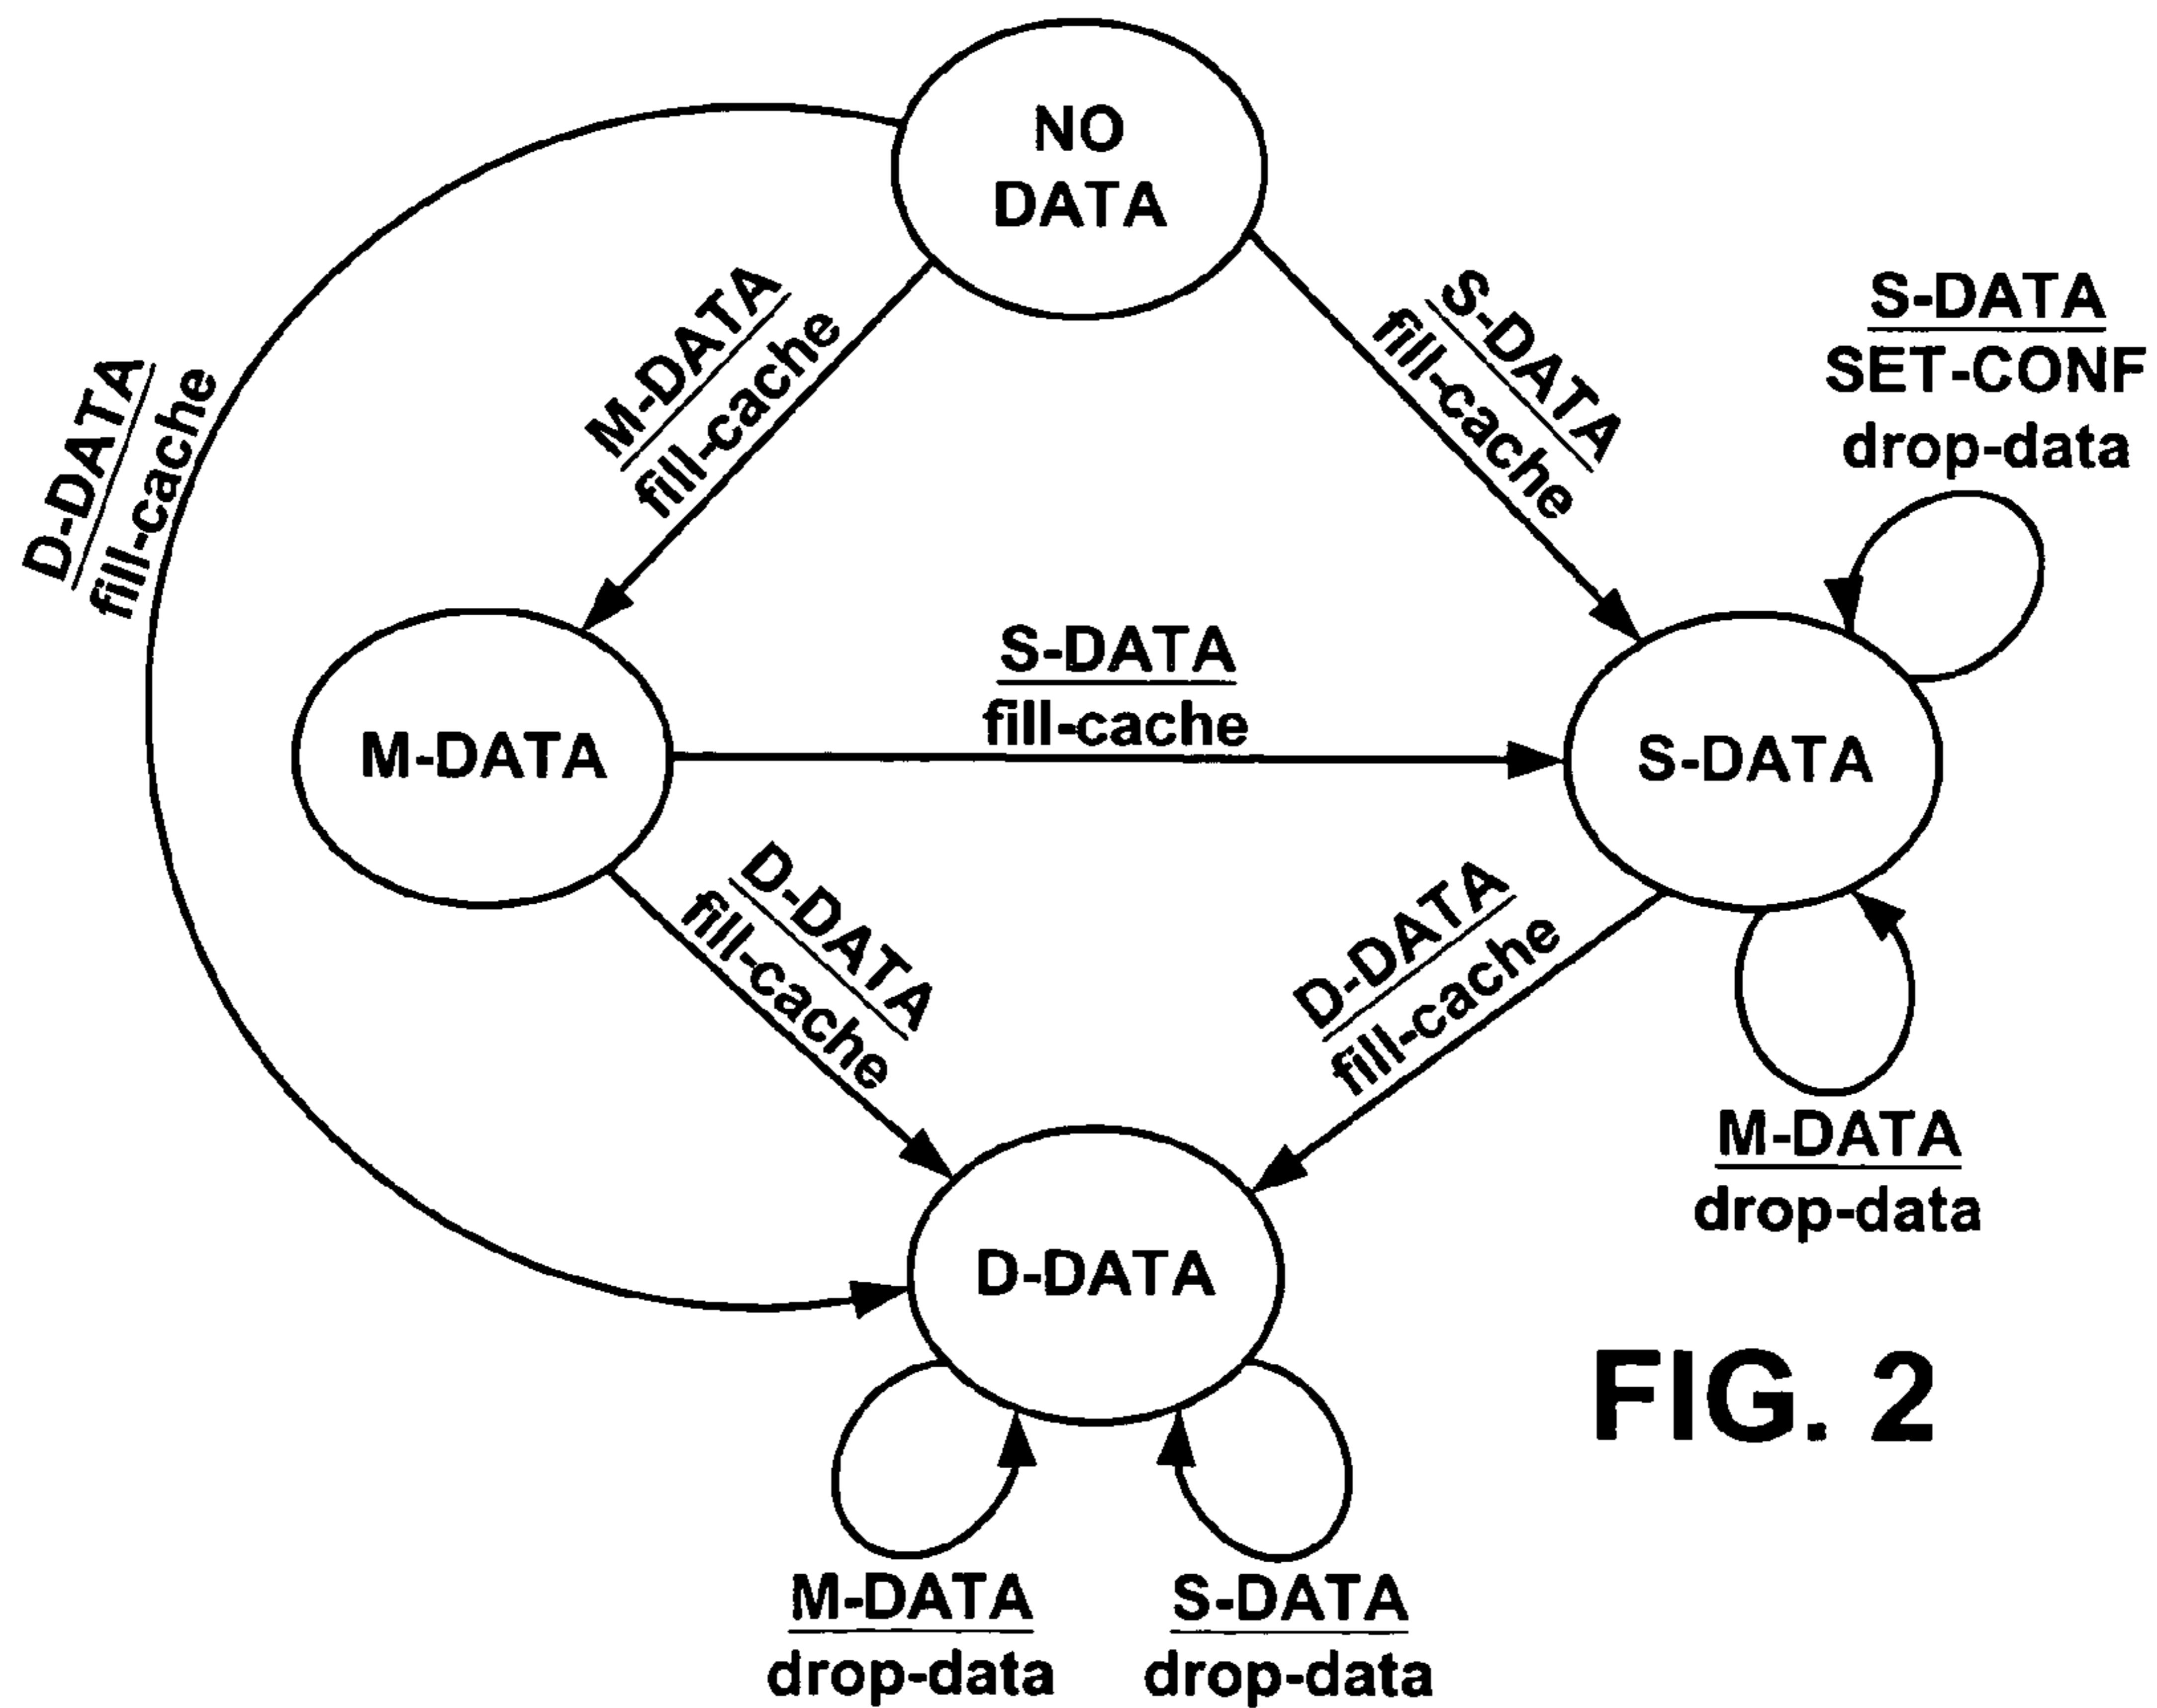 NO
DATA
D-DATA
fill-cache
M-DATA
fill-cache
S-DATA
fill-cache
S-DATA
SET-CONF
drop-data
M-DATA
S-DATA
fill-cache
S-DATA
D-DATA
fill-cache
D-DATA
fill-cache
M-DATA
drop-data
D-DATA
M-DATA
drop-data
S-DATA
drop-data
FIG. 2